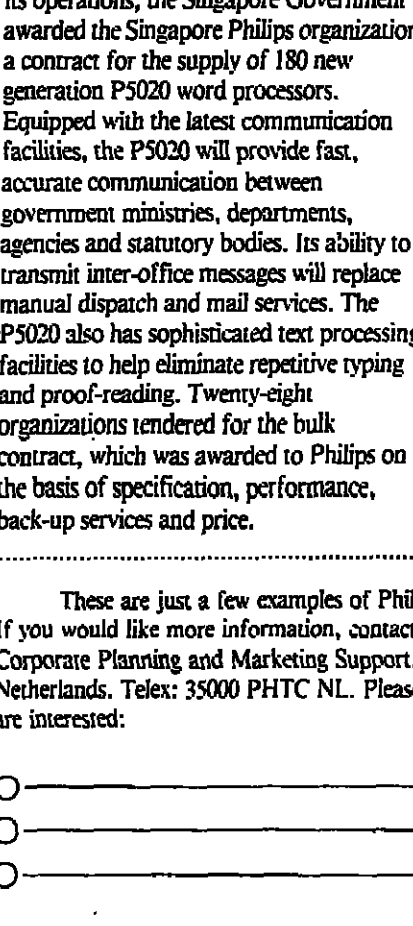 its operations, the Singapore Government
awarded the Singapore Philips organization
a contract for the supply of 180 new
generation P5020 word processors.
Equipped with the latest communication
facilities, the P5020 will provide fast,
accurate communication between
government ministries, departments,
agencies and statutory bodies. Its ability to
transmit inter-office messages will replace
manual dispatch and mail services. The
P5020 also has sophisticated text processing
facilities to help eliminate repetitive typing
and proof-reading. Twenty-eight
organizations tendered for the bulk
contract, which was awarded to Philips on
the basis of specification, performance,
back-up services and price.
These are just a few examples of Phil
If you would like more information, contact
Corporate Planning and Marketing Support,
Netherlands. Telex: 35000 PHTC NL. Please
are interested: